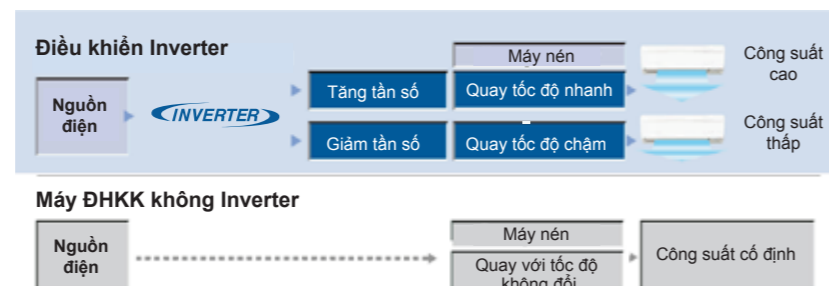 Điều khiển Inverter
Máy nén
Công suất
cao
Nguồn
điện
INVERTER
Tăng tần số
Quay tốc độ nhanh
Giảm tần số
Quay tốc độ chậm
Công suất
thấp
Máy ĐHKK không Inverter
Nguồn
điện
Máy nén
Quay với tốc độ
không đổi
Công suất cố định